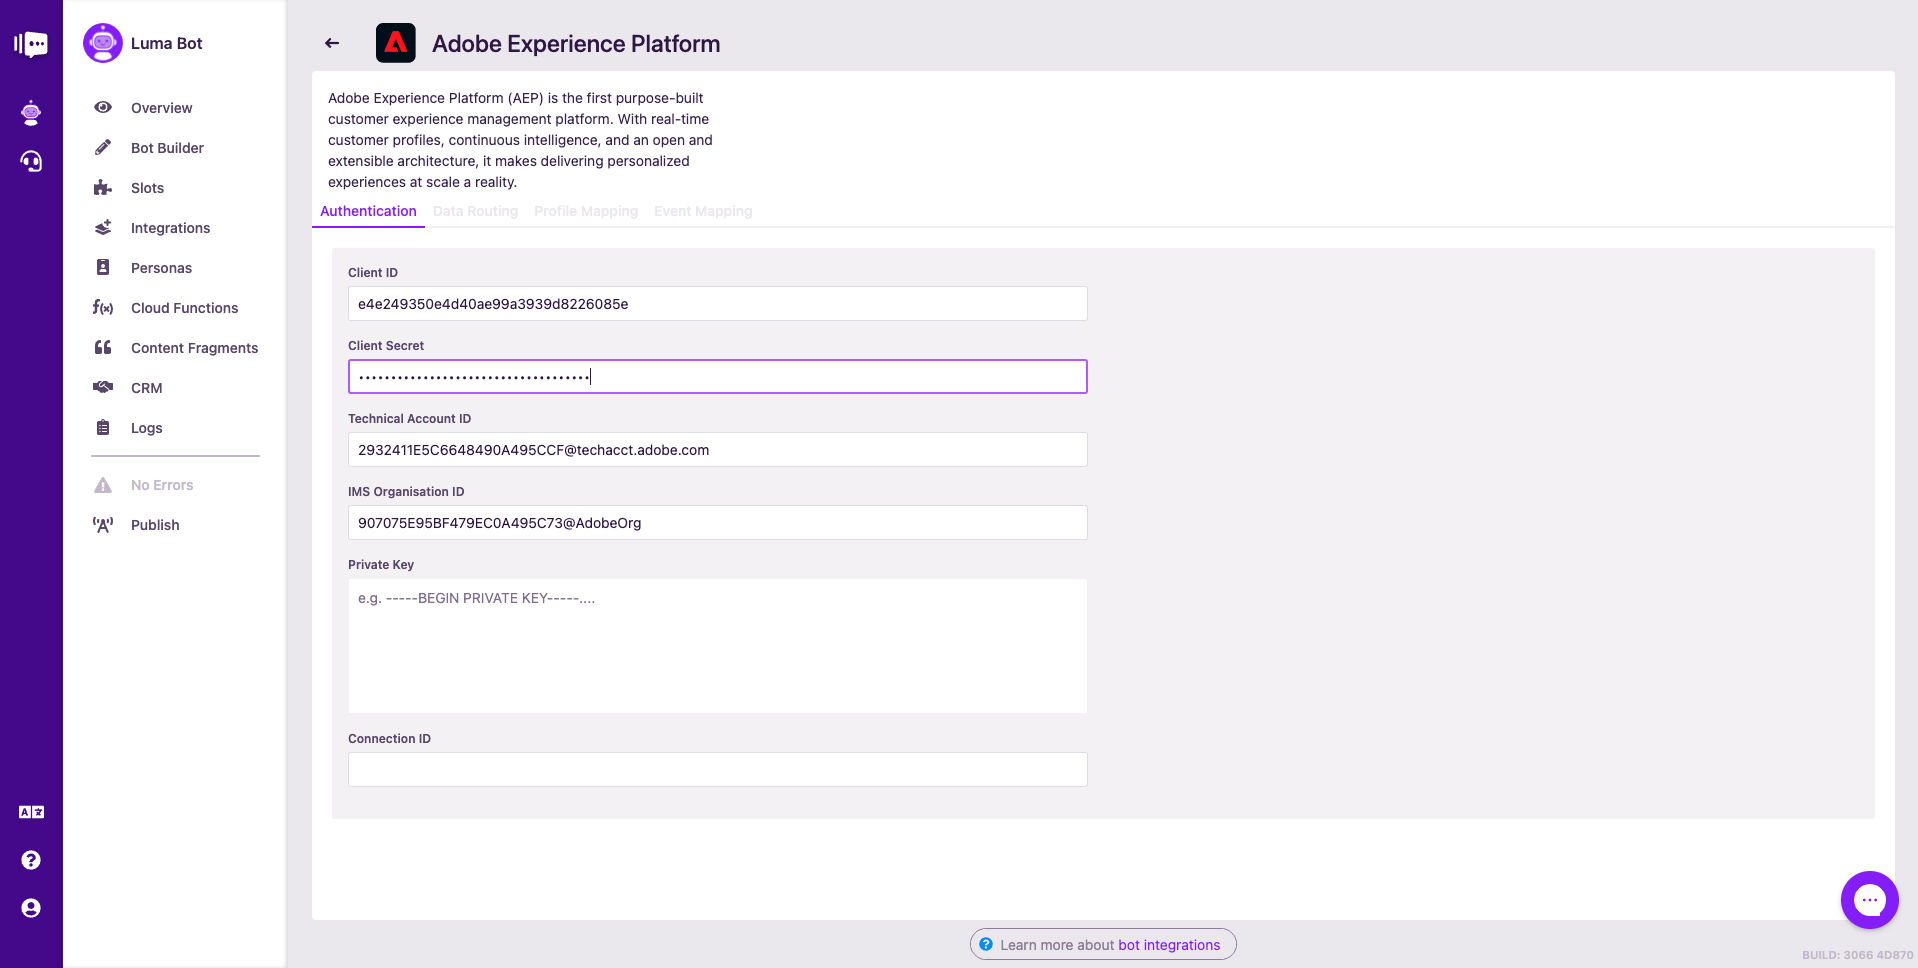 Luma Bot
Overview
Bot Builder
Slots
Integrations
Personas
Cloud Functions
Content Fragments
CRM
Logs
No Errors
Publish
Adobe Experience Platform
Adobe Experience Platform (AEP) is the first purpose-built
customer experience management platform. With real-time
customer profiles, continuous intelligence, and an open and
extensible architecture, it makes delivering personalized
experiences at scale a reality.
Authentication Data Routing Profile Mapping Event Mapping
Client ID
e4e249350e4d40ae99a3939d8226085e
Client Secret
••••••••••••••••••••••••••••••••••••
Technical Account ID
2932411E5C6648490A495CCF@techacct.adobe.com
IMS Organisation ID
907075E95BF479EC0A495C73@AdobeOrg
Private Key
e.g. -----BEGIN PRIVATE KEY-----....
Connection ID
Learn more about bot integrations
BUILD: 3066 4D870